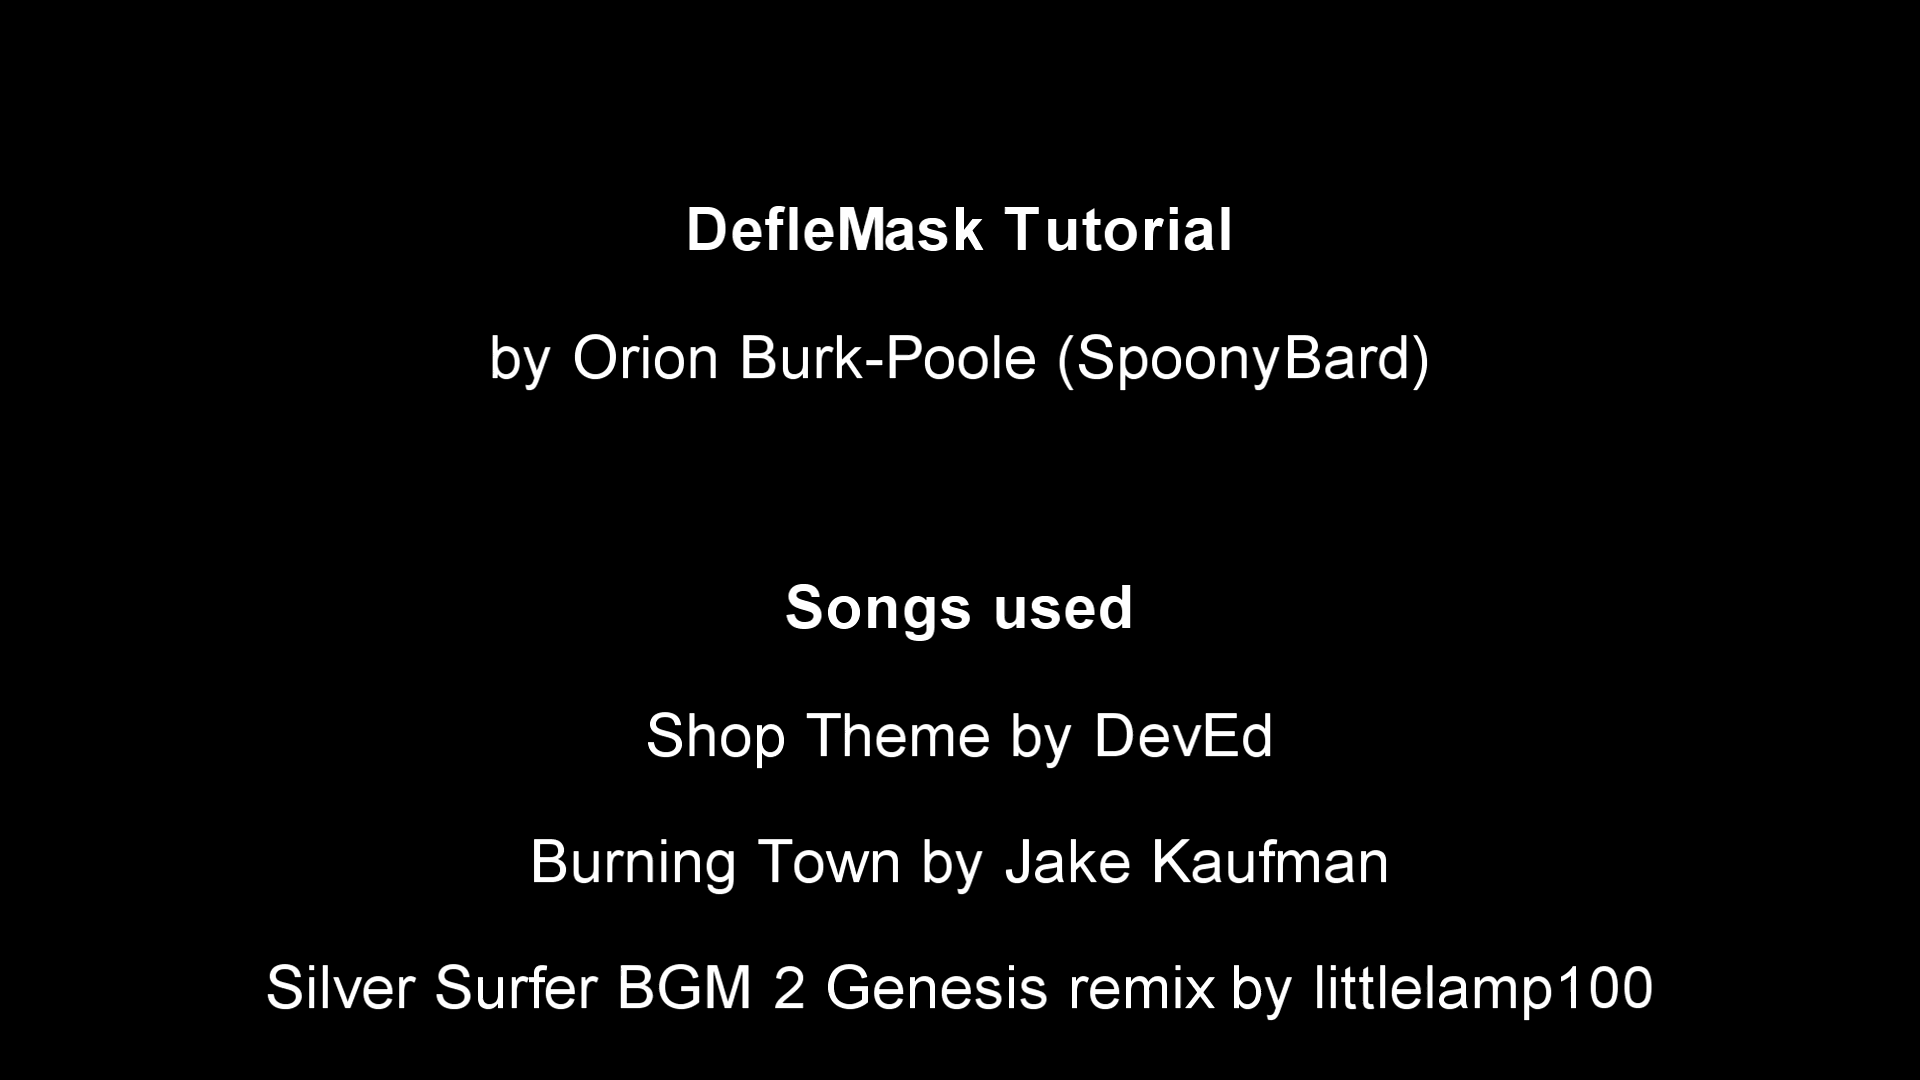 DefleMask Tutorial
by Orion Burk-Poole (SpoonyBard)
Songs used
Shop Theme by DevEd
Burning Town by Jake Kaufman
Silver Surfer BGM 2 Genesis remix by littlelamp100